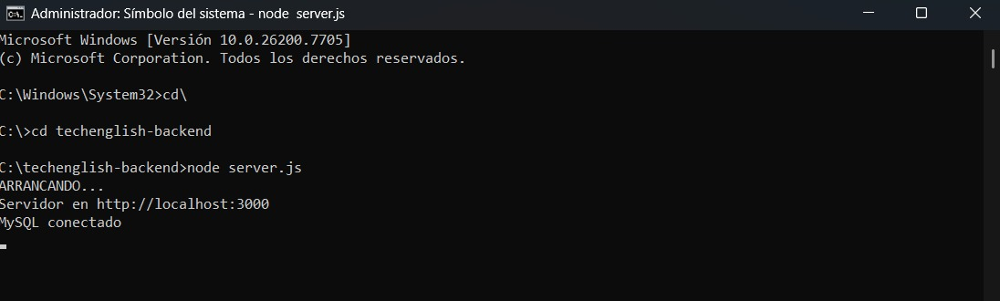 Administrador: Símbolo del sistema - node  server.js
Microsoft Windows [Versión 10.0.26200.7705]
(c) Microsoft Corporation. Todos los derechos reservados.
C:\Windows\System32>cd\
C:\>cd techenglish-backend
C:\techenglish-backend>node server.js
ARRANCANDO...
Servidor en http://localhost:3000
MySQL conectado